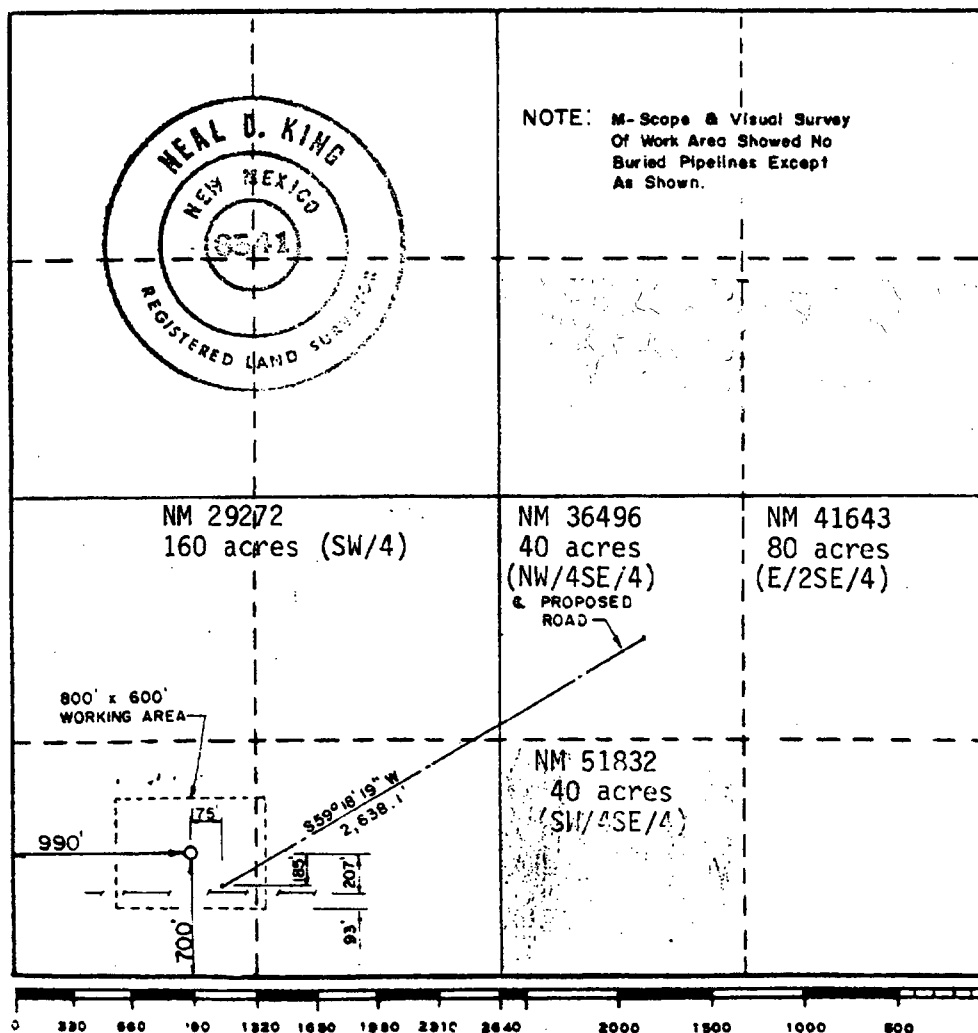 NEAL D. KING
NEW MEXICO
REGISTERED LAND SURVEYOR
NOTE: M-Scope & Visual Survey
Of Work Area Showed No
Buried Pipelines Except
As Shown.
NM 29272
160 acres (SW/4)
NM 36496
40 acres
(NW/4SE/4)
NM 41643
80 acres
(E/2SE/4)
℄ PROPOSED
ROAD
800' x 600'
WORKING AREA
NM 51832
40 acres
(SW/4SE/4)
S59°18'19" W
2,638.1'
990'
185'
207'
93'
700'
0 330 660 1320 1650 1980 2310 2640 2000 1500 1000 500